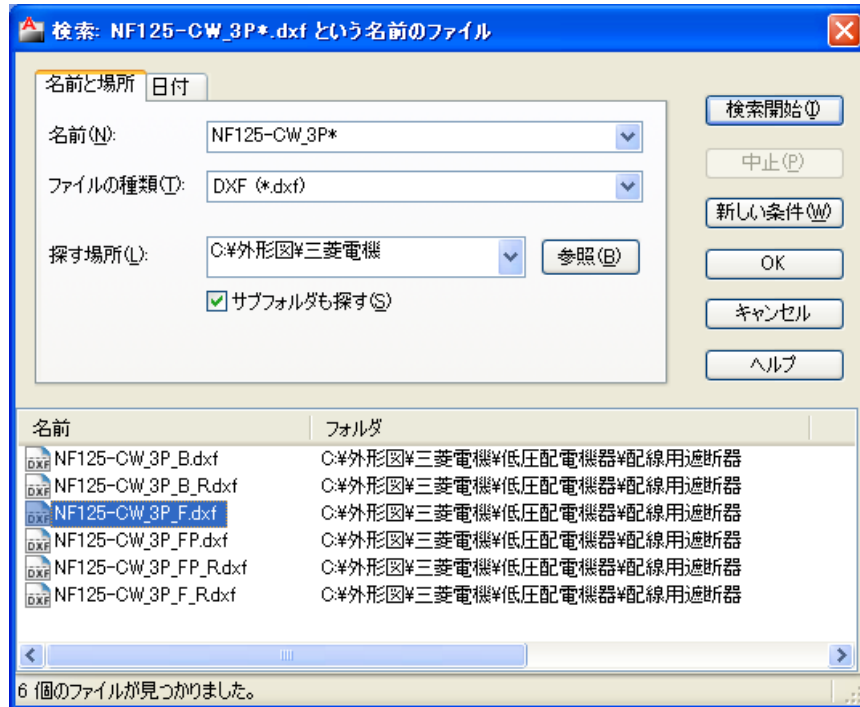 検索: NF125-CW_3P*.dxf という名前のファイル
名前と場所 日付
名前(N): NF125-CW_3P*
ファイルの種類(T): DXF (*.dxf)
探す場所(L): C:¥外形図¥三菱電機 参照(B)
サブフォルダも探す(S)
検索開始(I)
中止(P)
新しい条件(W)
OK
キャンセル
ヘルプ
名前 フォルダ
NF125-CW_3P_B.dxf C:¥外形図¥三菱電機¥低圧配電機器¥配線用遮断器
NF125-CW_3P_B_R.dxf C:¥外形図¥三菱電機¥低圧配電機器¥配線用遮断器
NF125-CW_3P_F.dxf C:¥外形図¥三菱電機¥低圧配電機器¥配線用遮断器
NF125-CW_3P_FP.dxf C:¥外形図¥三菱電機¥低圧配電機器¥配線用遮断器
NF125-CW_3P_FP_R.dxf C:¥外形図¥三菱電機¥低圧配電機器¥配線用遮断器
NF125-CW_3P_F_R.dxf C:¥外形図¥三菱電機¥低圧配電機器¥配線用遮断器
6 個のファイルが見つかりました。